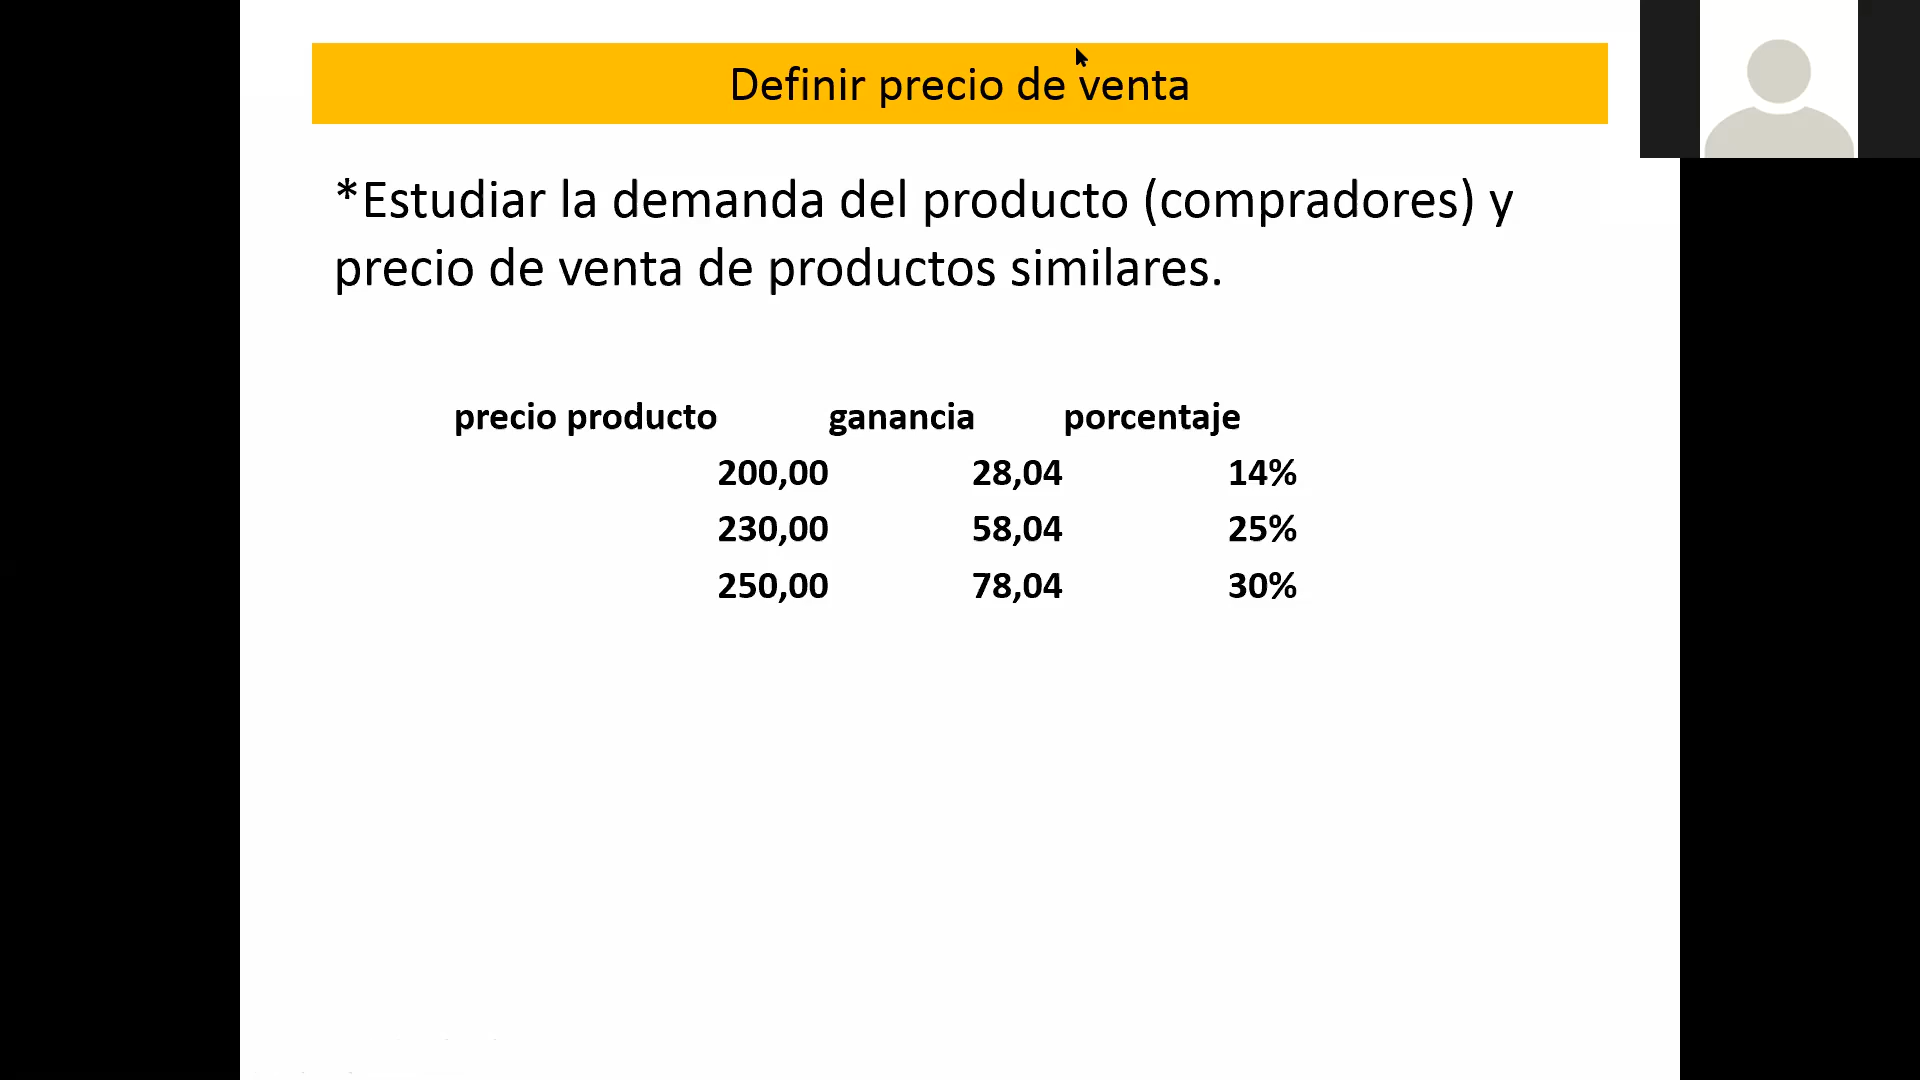 Definir precio de venta
*Estudiar la demanda del producto (compradores) y
precio de venta de productos similares.
precio producto ganancia porcentaje
200,00 28,04 14%
230,00 58,04 25%
250,00 78,04 30%